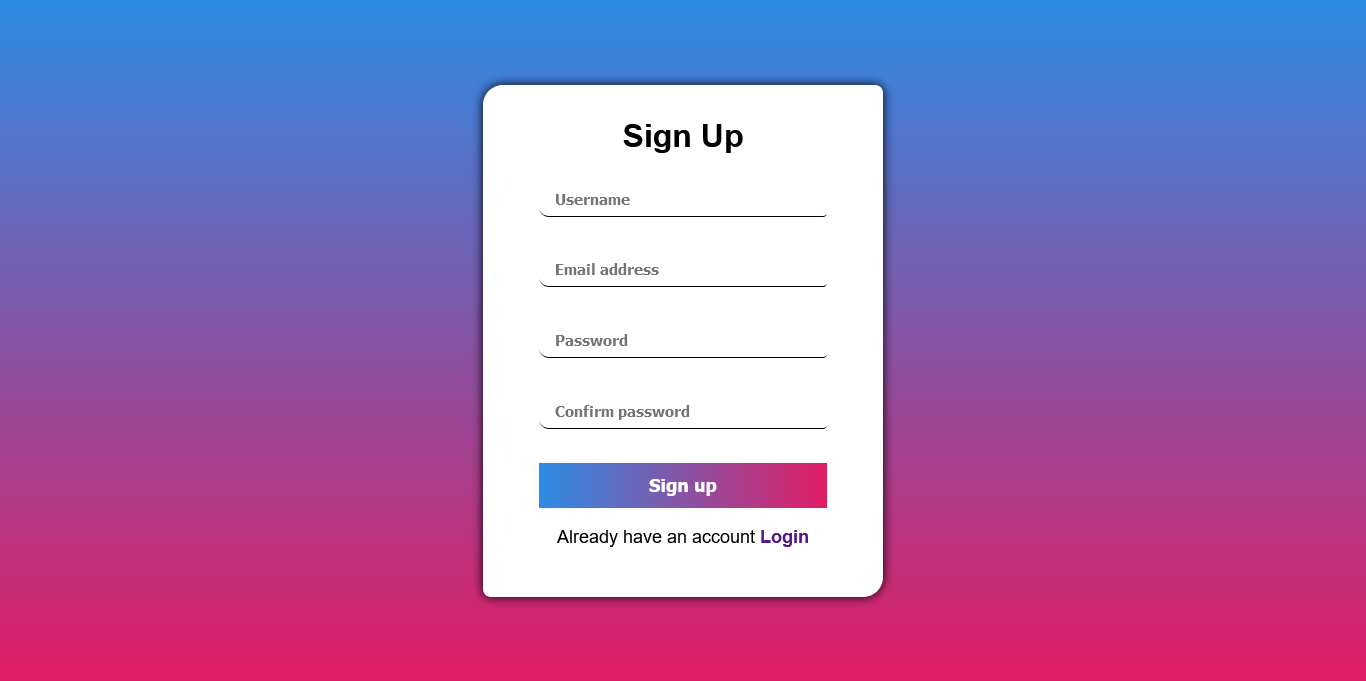 Sign Up
Username
Email address
Password
Confirm password
Sign up
Already have an account Login